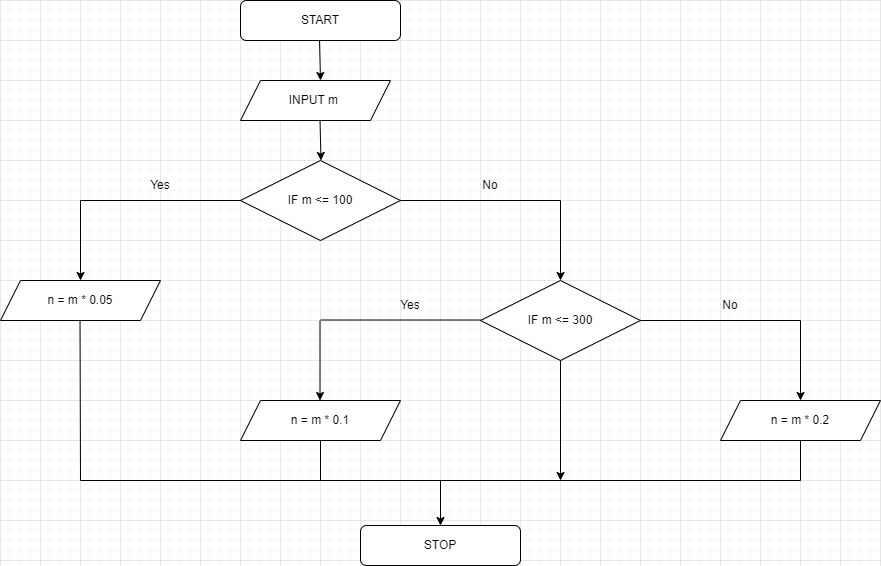 START
INPUT m
Yes
IF m <= 100
No
n = m * 0.05
Yes
IF m <= 300
No
n = m * 0.1
n = m * 0.2
STOP